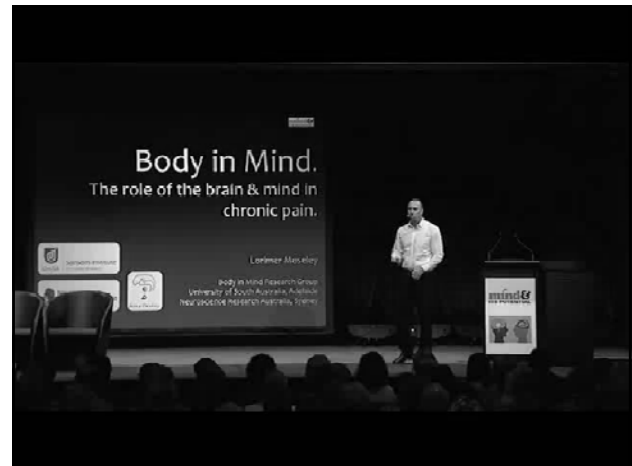 Body in Mind.
The role of the brain & mind in
chronic pain.
Lorimer Moseley
Body in Mind Research Group
University of South Australia, Adelaide
Neuroscience Research Australia, Sydney
mind &